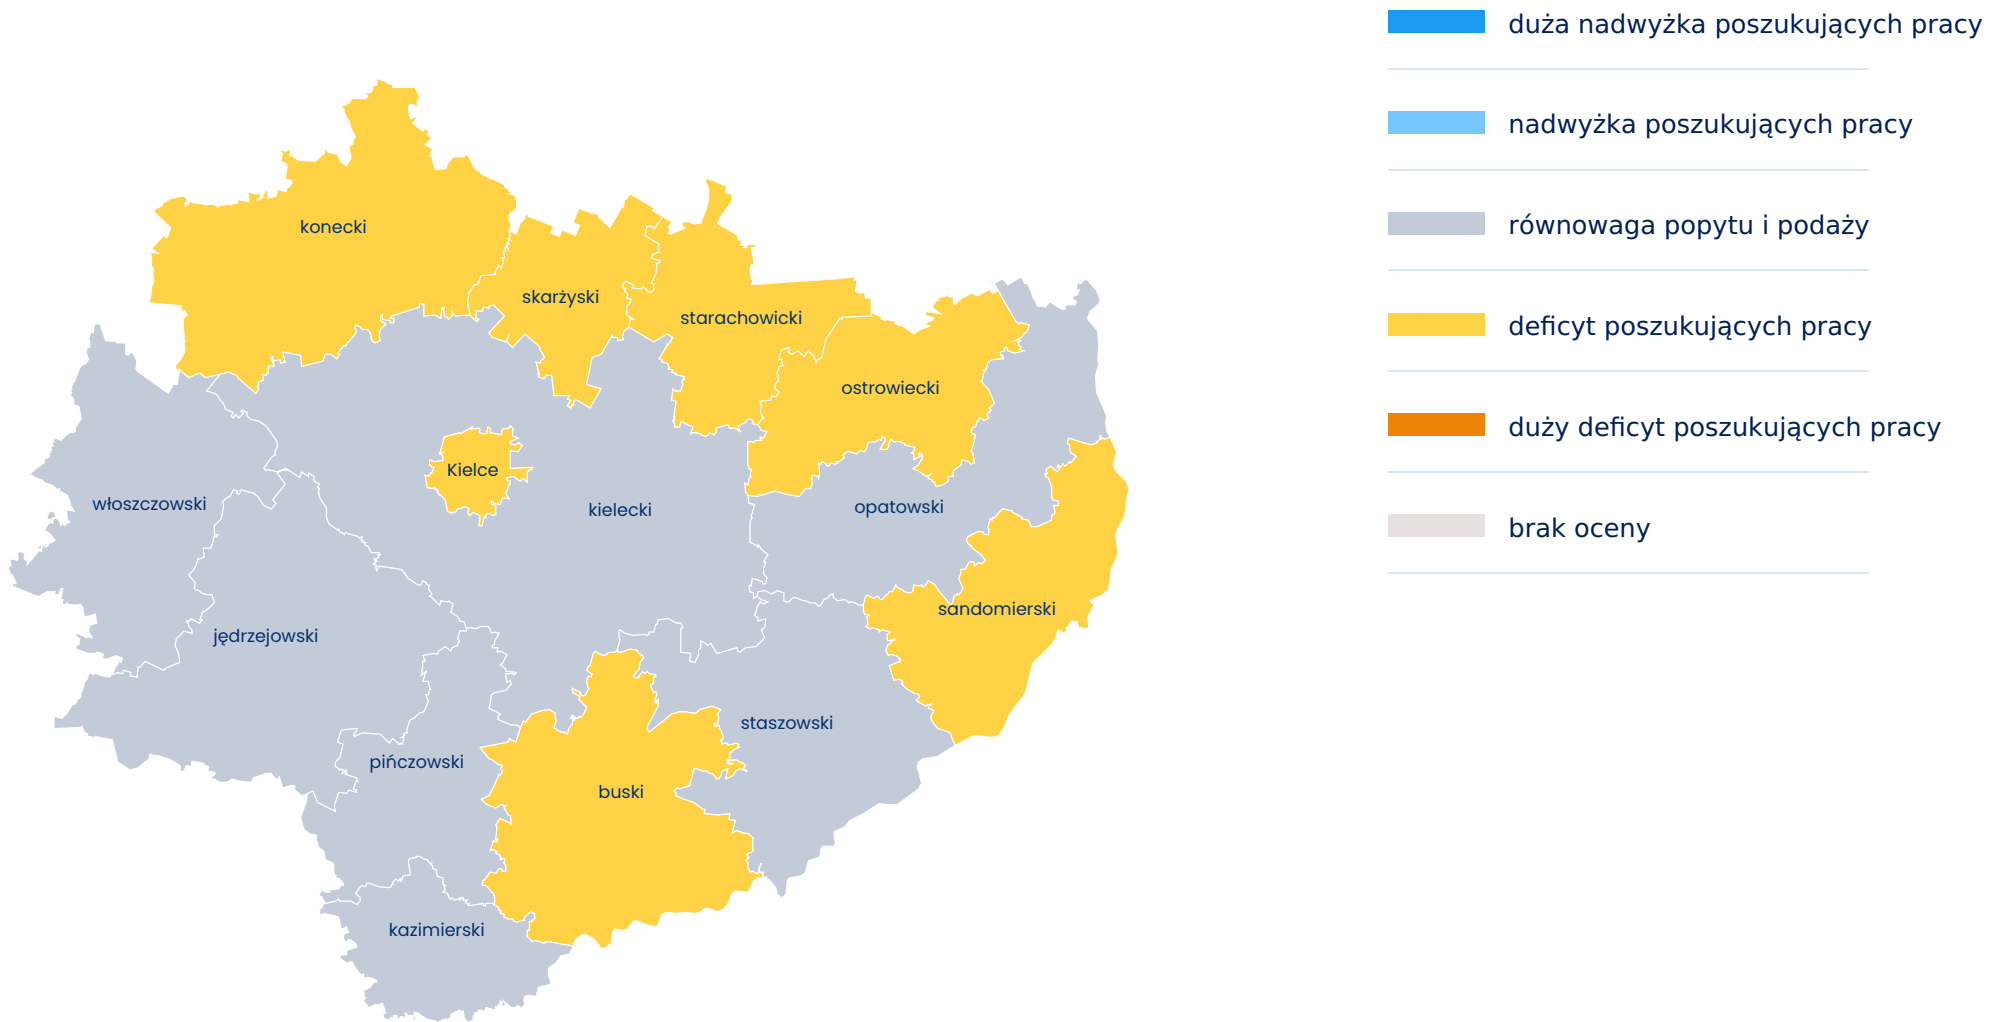 duża nadwyżka poszukujących pracy
nadwyżka poszukujących pracy
równowaga popytu i podaży
deficyt poszukujących pracy
duży deficyt poszukujących pracy
brak oceny
konecki
skarżyski
starachowicki
ostrowiecki
Kielce
włoszczowski
kielecki
opatowski
sandomierski
jędrzejowski
staszowski
pińczowski
buski
kazimierski